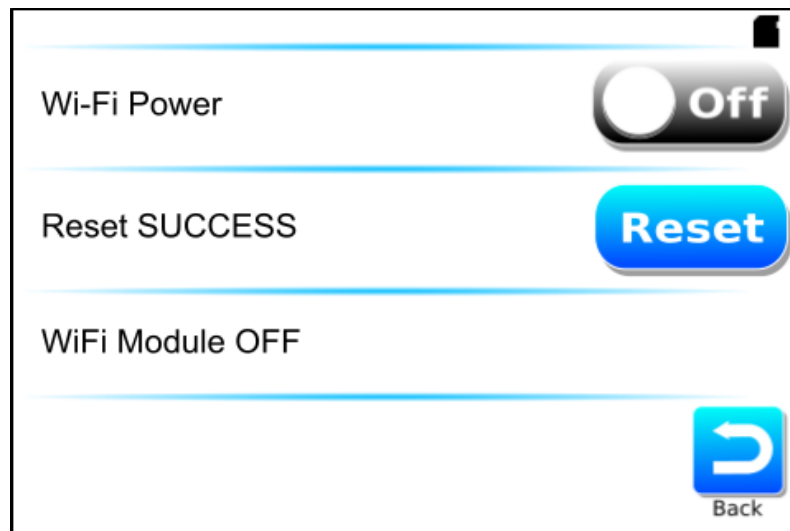 Wi-Fi Power
Off
Reset SUCCESS
Reset
WiFi Module OFF
Back